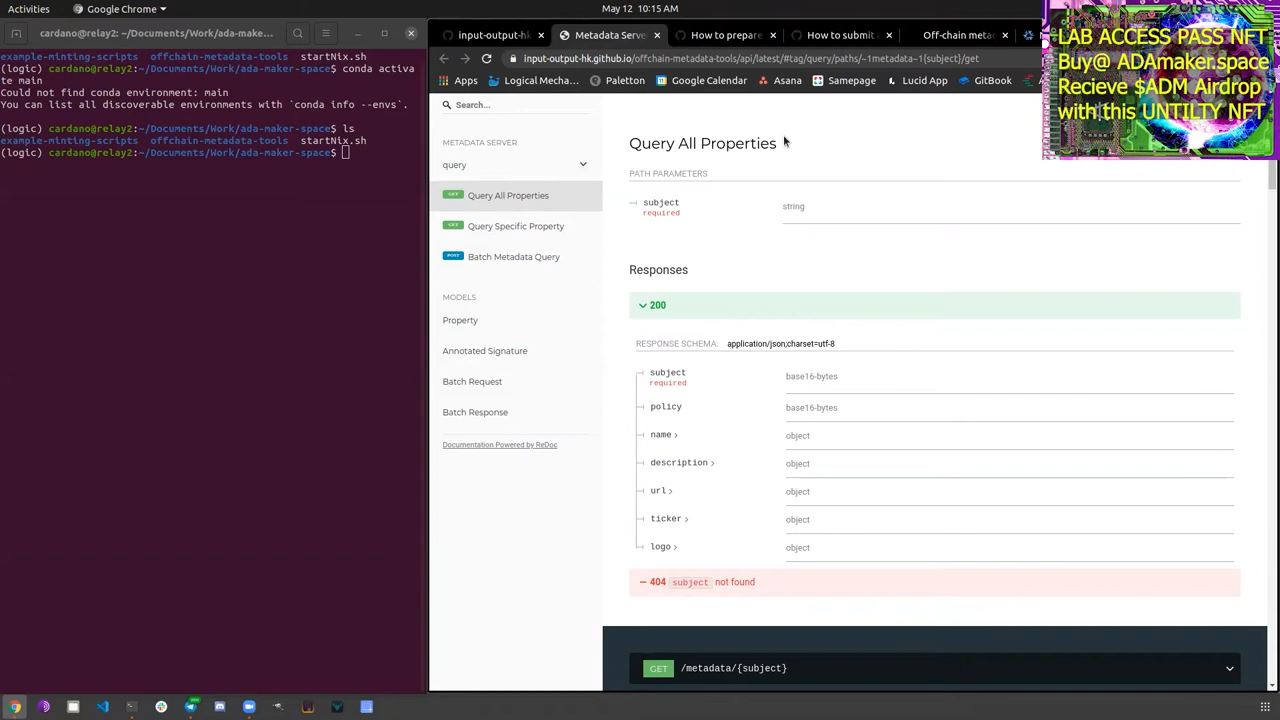 Activities
Google Chrome
May 12 10:15 AM
cardano@relay2: ~/Documents/Work/ada-make...
example-minting-scripts offchain-metadata-tools startNix.sh
(logic) cardano@relay2:~/Documents/Work/ada-maker-space$ conda activa
te main
Could not find conda environment: main
You can list all discoverable environments with `conda info --envs`.
(logic) cardano@relay2:~/Documents/Work/ada-maker-space$ ls
example-minting-scripts offchain-metadata-tools startNix.sh
(logic) cardano@relay2:~/Documents/Work/ada-maker-space$
input-output-hk
Metadata Serve
How to prepare
How to submit a
Off-chain meta
input-output-hk.github.io/offchain-metadata-tools/api/latest/#tag/query/paths/~1metadata~1{subject}/get
Apps
Paletton
Google Calendar
Asana
Samepage
Lucid App
GitBook
LAB ACCESS PASS NFT
Buy@ ADAmaker.space
Recieve $ADM Airdrop
with this UNTILTY NFT
Search...
METADATA SERVER
query
GET Query All Properties
GET Query Specific Property
POST Batch Metadata Query
MODELS
Property
Annotated Signature
Batch Request
Batch Response
Documentation Powered by ReDoc
Query All Properties
PATH PARAMETERS
subject
required
string
Responses
200
RESPONSE SCHEMA: application/json;charset=utf-8
subject
required
base16-bytes
policy base16-bytes
name object
description object
url object
ticker object
logo object
404 subject not found
GET /metadata/{subject}